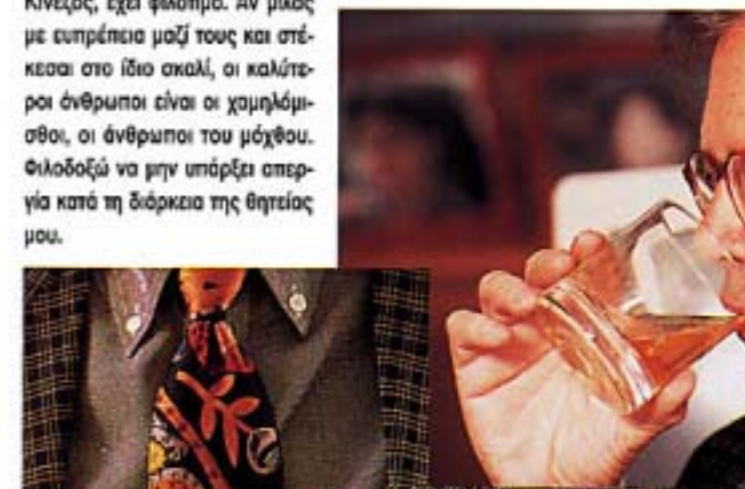 Κινέζος, έχει φιλότιμο. Αν μιλάς
με ευπρέπεια μαζί τους και στέ-
κεσαι στο ίδιο σκαλί, οι καλύτε-
ροι άνθρωποι είναι οι χαμηλόμι-
σθοι, οι άνθρωποι του μόχθου.
Φιλοδοξώ να μην υπάρξει απερ-
γία κατά τη διάρκεια της θητείας
μου.